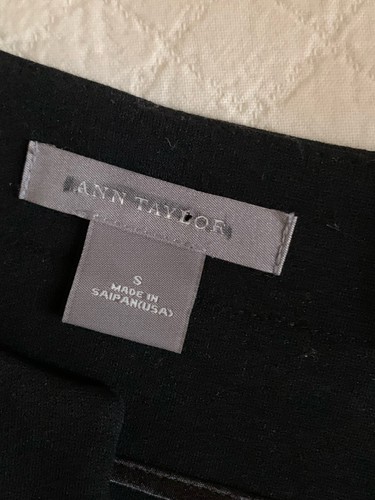 ANN TAYLOR
S
MADE IN
SAIPAN(USA)